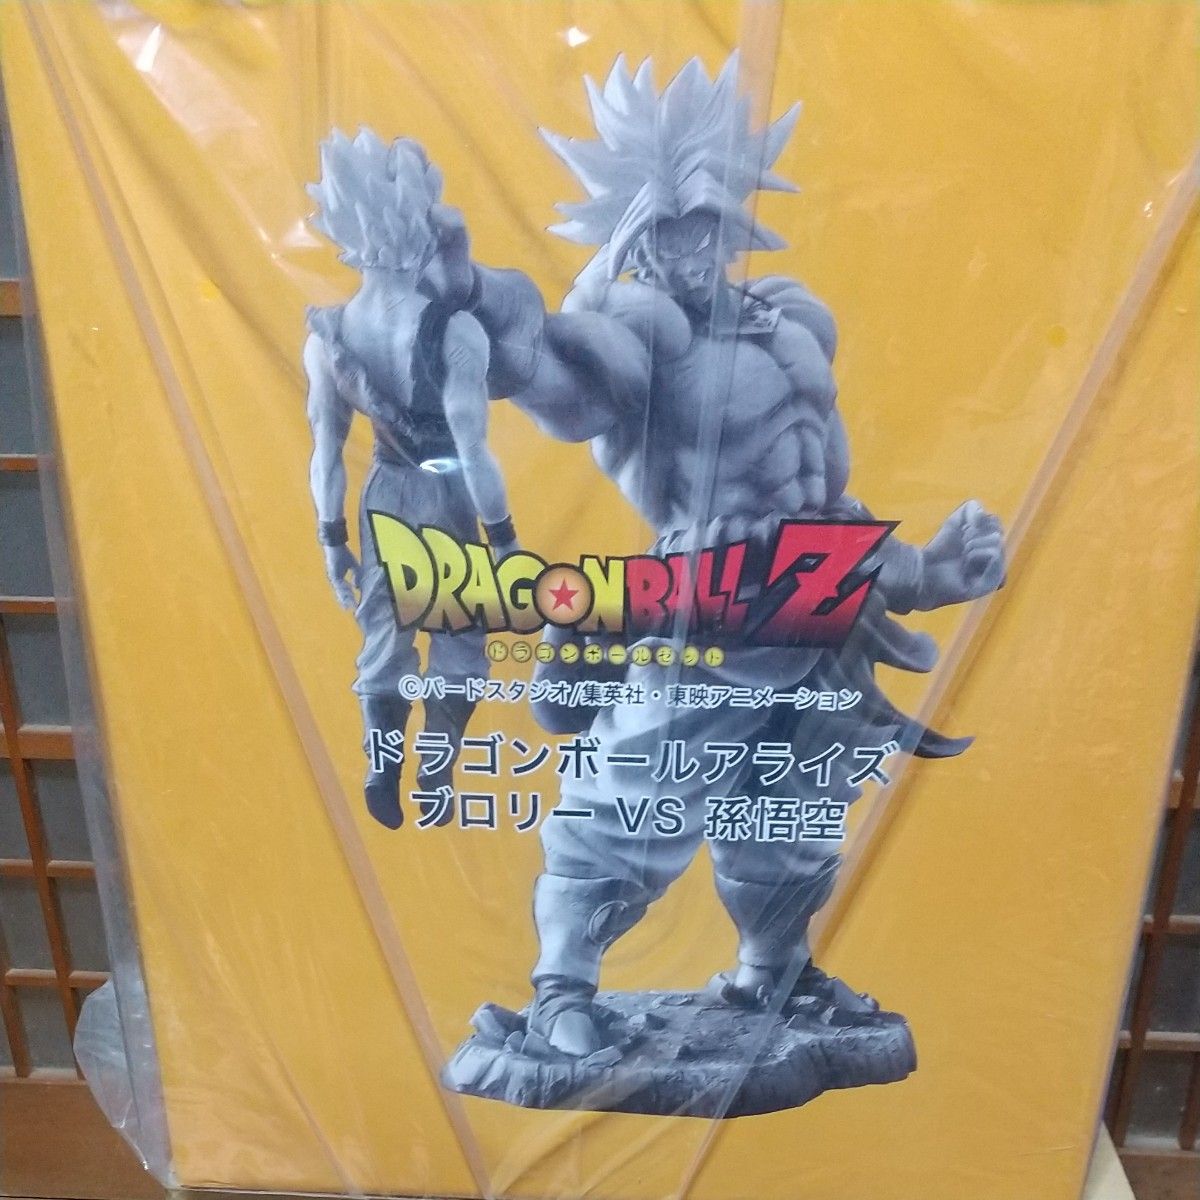 DRAGONBALL Z
ドラゴンボールゼット
©バードスタジオ/集英社・東映アニメーション
ドラゴンボールアライズ
ブロリー VS 孫悟空